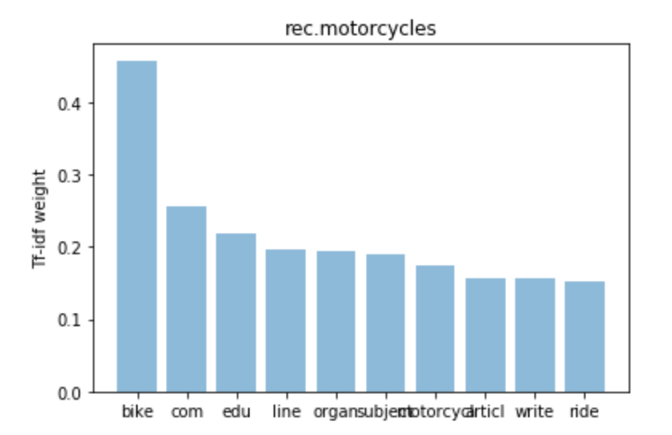 rec.motorcycles
Tf-idf weight
0.4
0.3
0.2
0.1
0.0
bike com edu line organ subject motorcycl articl write ride